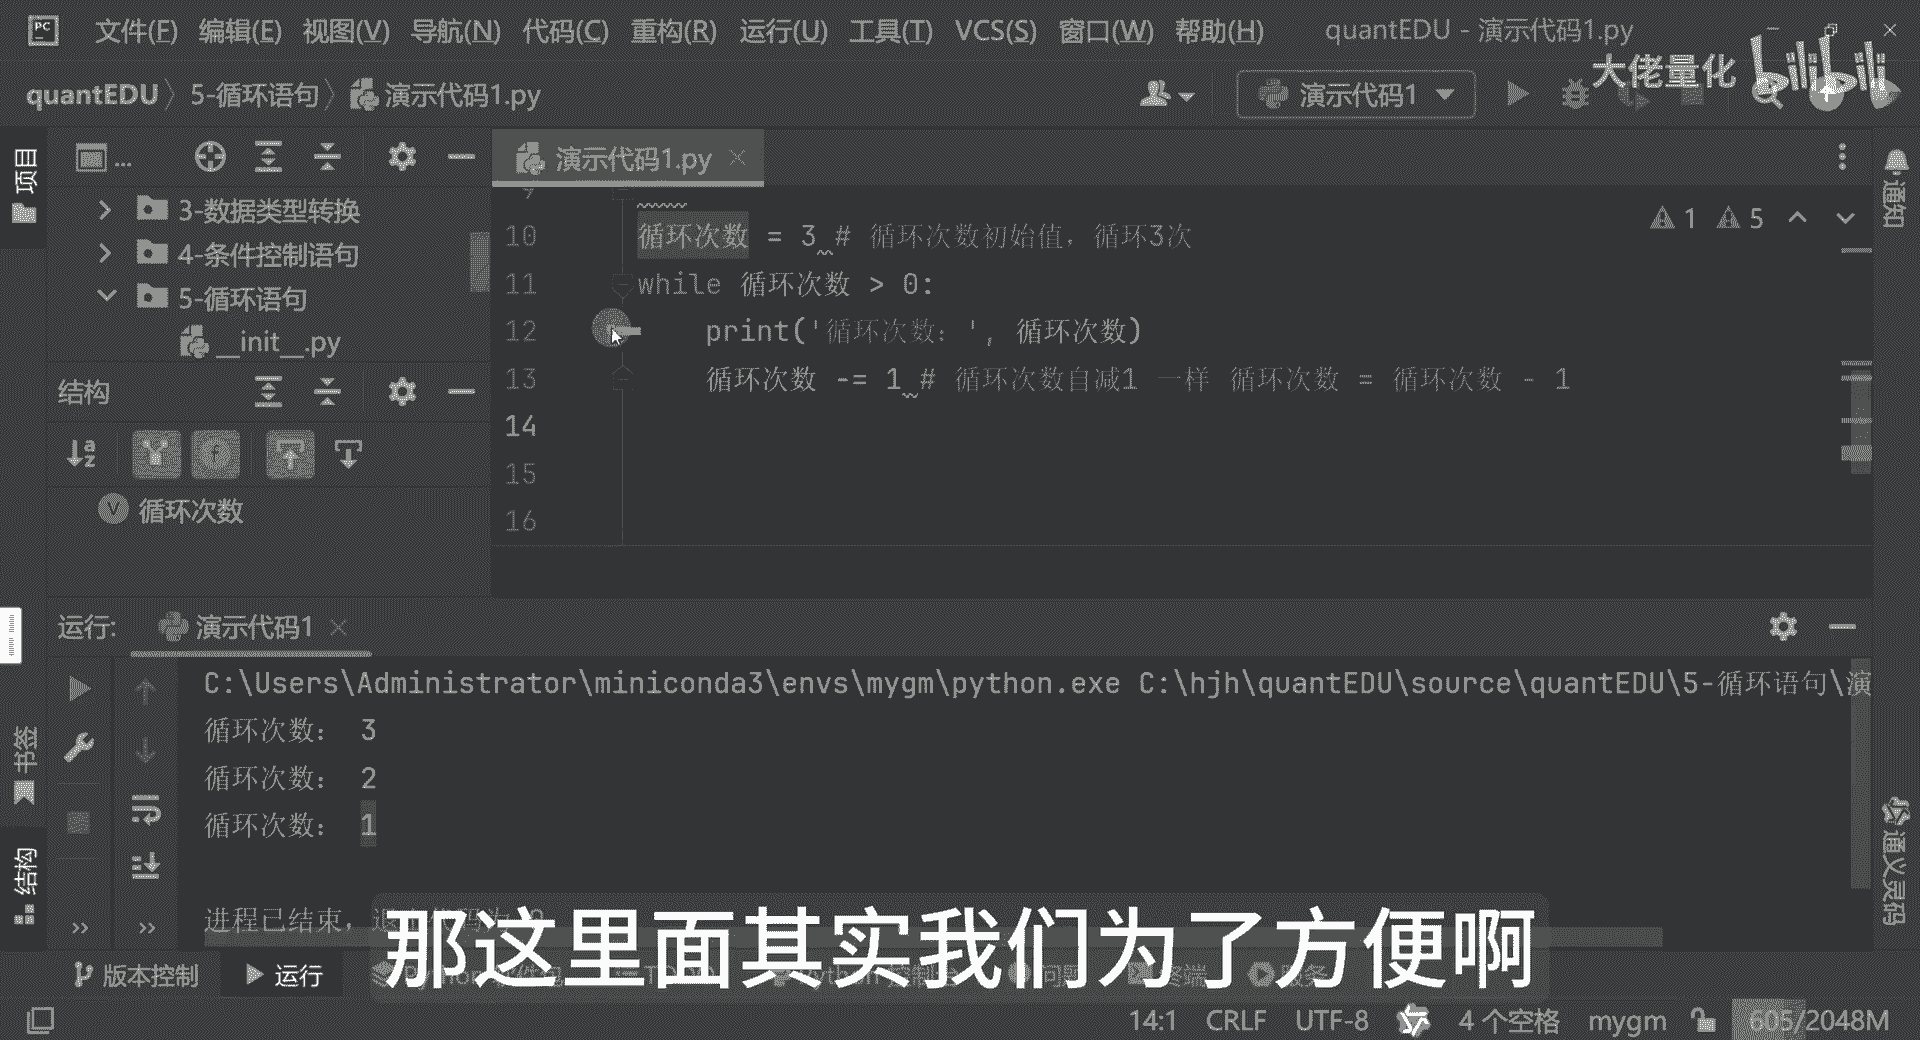 PC 文件(F) 编辑(E) 视图(V) 导航(N) 代码(C) 重构(R) 运行(U) 工具(T) VCS(S) 窗口(W) 帮助(H) quantEDU - 演示代码1.py
大佬量化 bilibili
quantEDU 5-循环语句 演示代码1.py 演示代码1
项目
...
演示代码1.py
通知
3-数据类型转换
4-条件控制语句
5-循环语句
__init__.py
9
10 循环次数 = 3 # 循环次数初始值，循环3次
1 5
11 while 循环次数 > 0:
12 print('循环次数：', 循环次数)
13 循环次数 -= 1 # 循环次数自减1 一样 循环次数 = 循环次数 - 1
14
15
16
结构
循环次数
运行: 演示代码1
C:\Users\Administrator\miniconda3\envs\mygm\python.exe C:\hjh\quantEDU\source\quantEDU\5-循环语句\演
循环次数： 3
循环次数： 2
循环次数： 1
进程已结束，
书签
结构
通义灵码
那这里面其实我们为了方便啊
版本控制 运行
14:1 CRLF UTF-8 4 个空格 mygm 605/2048M